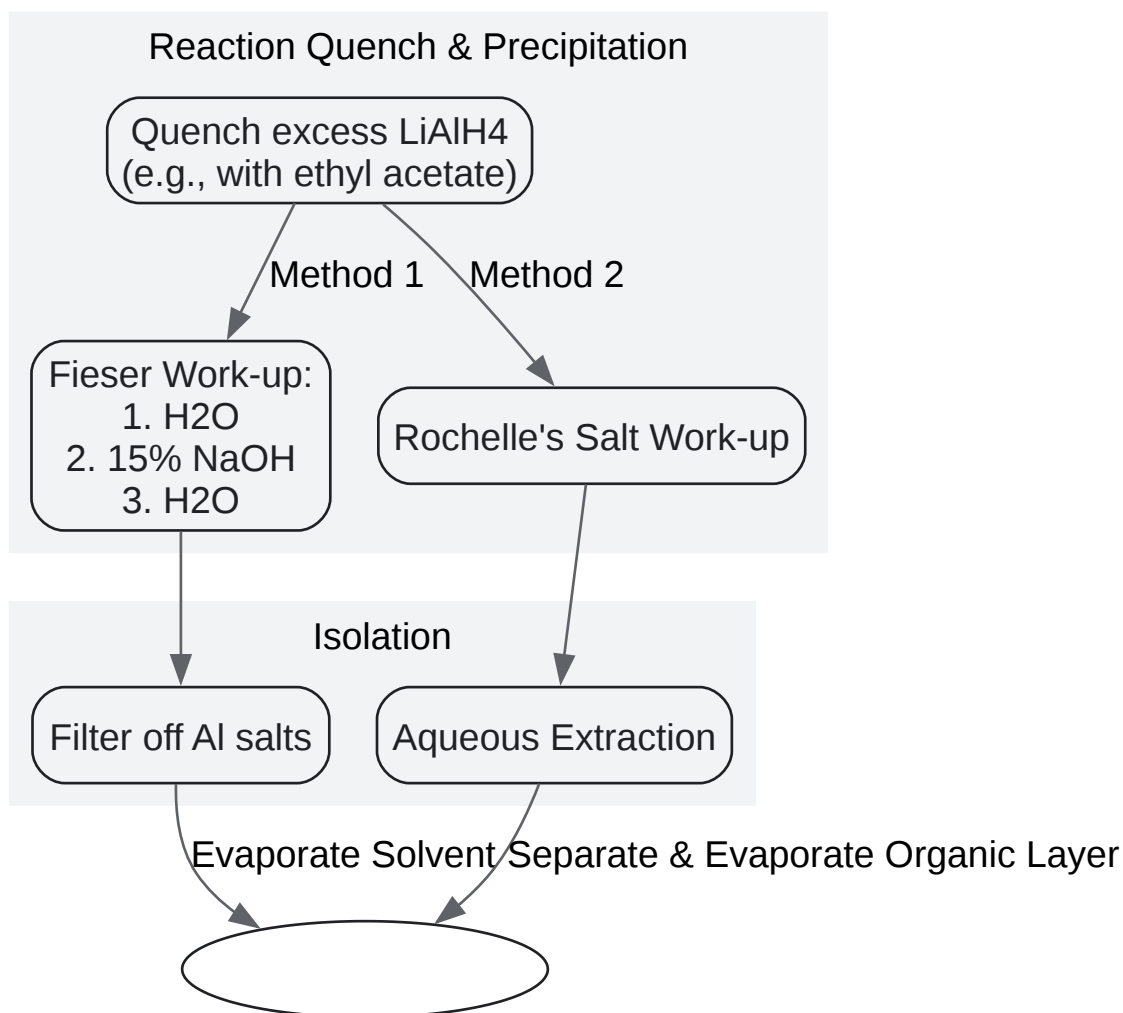 Reaction Quench & Precipitation
Quench excess LiAlH4
(e.g., with ethyl acetate)
Method 1
Method 2
Fieser Work-up:
1. H2O
2. 15% NaOH
3. H2O
Rochelle's Salt Work-up
Isolation
Filter off Al salts
Aqueous Extraction
Evaporate Solvent
Separate & Evaporate Organic Layer